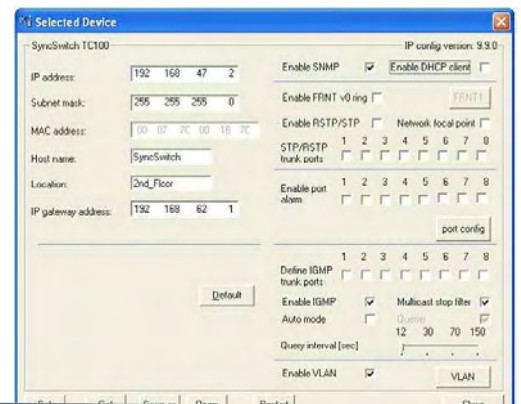 Selected Device
SyncSwitch TC100
IP config version: 9.9.0
IP address: 192 168 47 2
Subnet mask: 255 255 255 0
MAC address: 00 07 7C 00 18 7C
Host name: SyncSwitch
Location: 2nd_Floor
IP gateway address: 192 168 62 1
Default
Enable SNMP
Enable DHCP client
Enable FRNT v0 ring
FRNT1
Enable RSTP/STP
Network focal point
STP/RSTP trunk ports
1 2 3 4 5 6 7 8
Enable port alarm
1 2 3 4 5 6 7 8
port config
1 2 3 4 5 6 7 8
Define IGMP trunk ports
Enable IGMP
Multicast stop filter
Auto mode
Querier
12 30 70 150
Query interval [sec]
Enable VLAN
VLAN